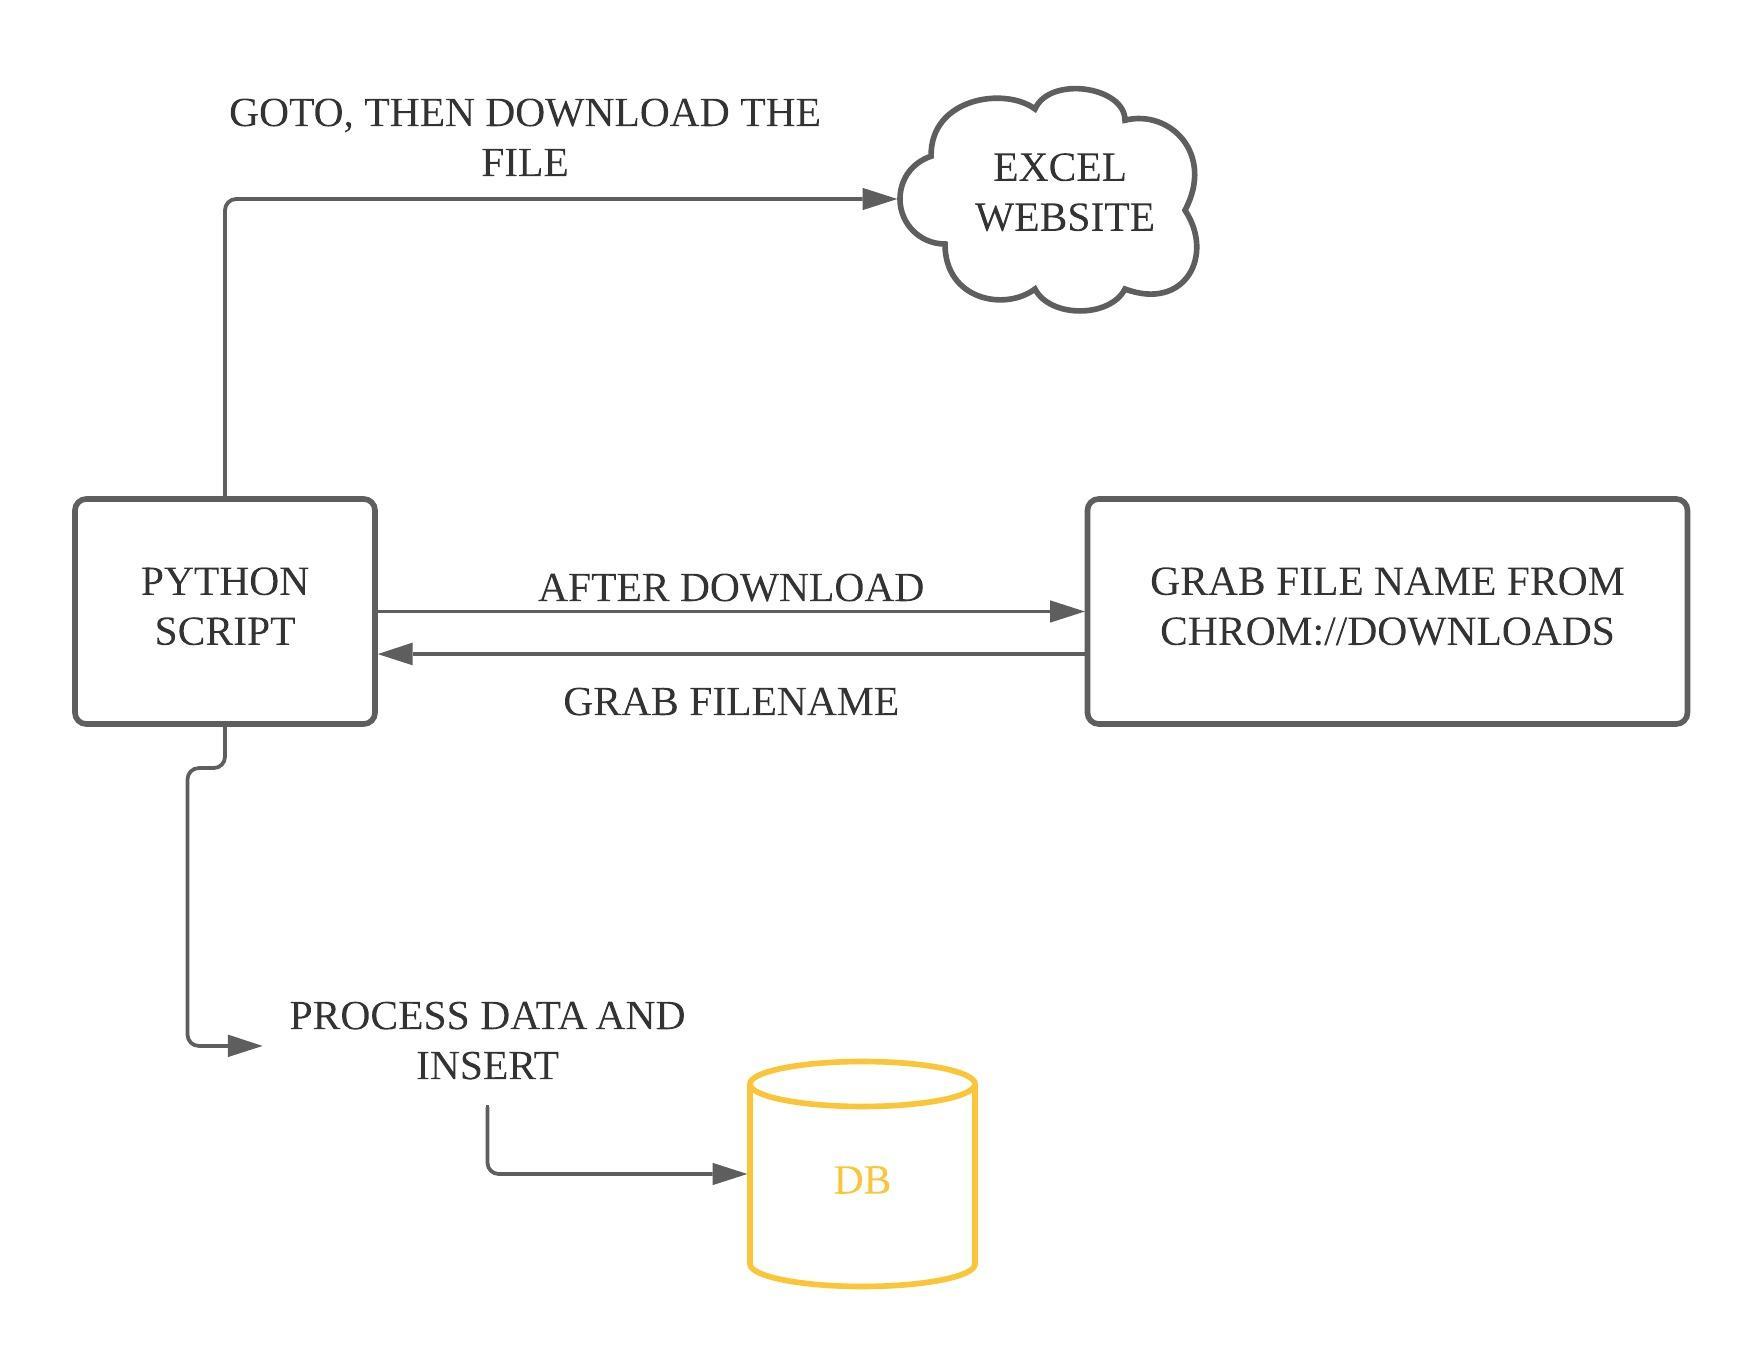 GOTO, THEN DOWNLOAD THE
FILE
EXCEL
WEBSITE
PYTHON
SCRIPT
AFTER DOWNLOAD
GRAB FILENAME
GRAB FILE NAME FROM
CHROM://DOWNLOADS
PROCESS DATA AND
INSERT
DB